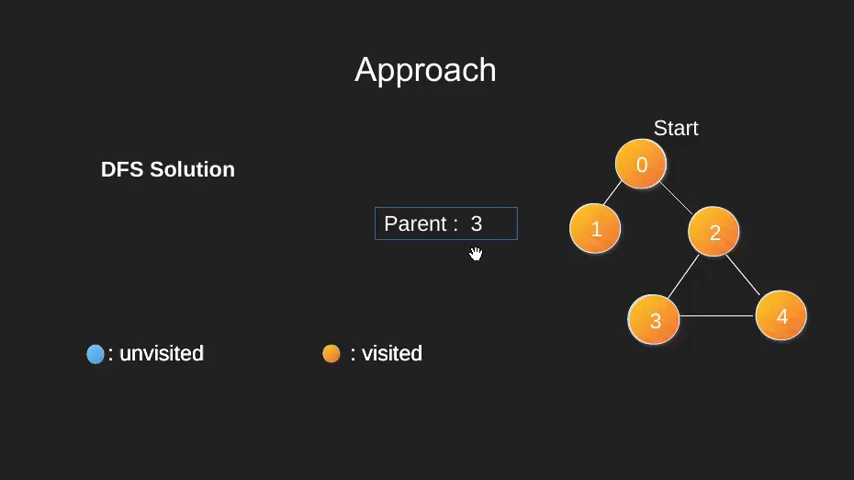 Approach
Start
DFS Solution
0
Parent : 3
1
2
3
4
: unvisited
: visited